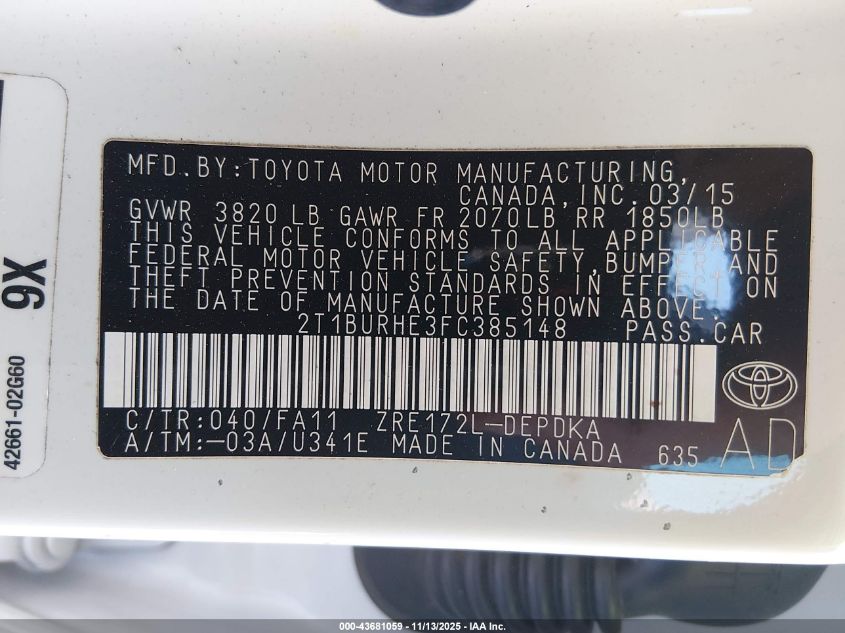 MFD.BY:TOYOTA MOTOR MANUFACTURING,
CANADA,INC. 03/15
GVWR 3820 LB GAWR FR 2070LB RR 1850LB
THIS VEHICLE CONFORMS TO ALL APPLICABLE
FEDERAL MOTOR VEHICLE SAFETY,BUMPER,AND
THEFT PREVENTION STANDARDS IN EFFECT ON
THE DATE OF MANUFACTURE SHOWN ABOVE.
2T1BURHE3FC385148 PASS.CAR
C/TR:040/FA11 ZRE172L-DEPDKA
A/TM:-03A/U341E MADE IN CANADA 635
AD
9X
42661-02G60
000-43681059 - 11/13/2025 - IAA Inc.